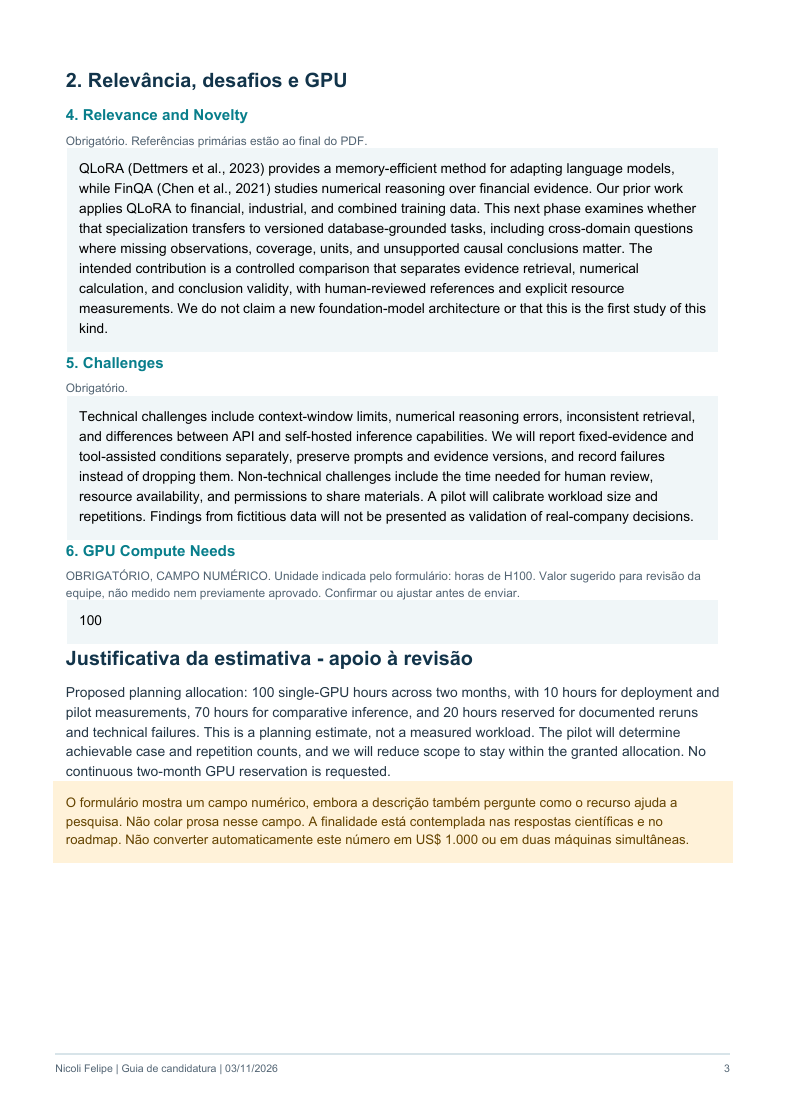 2. Relevância, desafios e GPU
4. Relevance and Novelty
Obrigatório. Referências primárias estão ao final do PDF.
QLoRA (Dettmers et al., 2023) provides a memory-efficient method for adapting language models,
while FinQA (Chen et al., 2021) studies numerical reasoning over financial evidence. Our prior work
applies QLoRA to financial, industrial, and combined training data. This next phase examines whether
that specialization transfers to versioned database-grounded tasks, including cross-domain questions
where missing observations, coverage, units, and unsupported causal conclusions matter. The
intended contribution is a controlled comparison that separates evidence retrieval, numerical
calculation, and conclusion validity, with human-reviewed references and explicit resource
measurements. We do not claim a new foundation-model architecture or that this is the first study of this
kind.
5. Challenges
Obrigatório.
Technical challenges include context-window limits, numerical reasoning errors, inconsistent retrieval,
and differences between API and self-hosted inference capabilities. We will report fixed-evidence and
tool-assisted conditions separately, preserve prompts and evidence versions, and record failures
instead of dropping them. Non-technical challenges include the time needed for human review,
resource availability, and permissions to share materials. A pilot will calibrate workload size and
repetitions. Findings from fictitious data will not be presented as validation of real-company decisions.
6. GPU Compute Needs
OBRIGATÓRIO, CAMPO NUMÉRICO. Unidade indicada pelo formulário: horas de H100. Valor sugerido para revisão da
equipe, não medido nem previamente aprovado. Confirmar ou ajustar antes de enviar.
100
Justificativa da estimativa - apoio à revisão
Proposed planning allocation: 100 single-GPU hours across two months, with 10 hours for deployment and
pilot measurements, 70 hours for comparative inference, and 20 hours reserved for documented reruns
and technical failures. This is a planning estimate, not a measured workload. The pilot will determine
achievable case and repetition counts, and we will reduce scope to stay within the granted allocation. No
continuous two-month GPU reservation is requested.
O formulário mostra um campo numérico, embora a descrição também pergunte como o recurso ajuda a
pesquisa. Não colar prosa nesse campo. A finalidade está contemplada nas respostas científicas e no
roadmap. Não converter automaticamente este número em US$ 1.000 ou em duas máquinas simultâneas.
Nicoli Felipe | Guia de candidatura | 03/11/2026
3